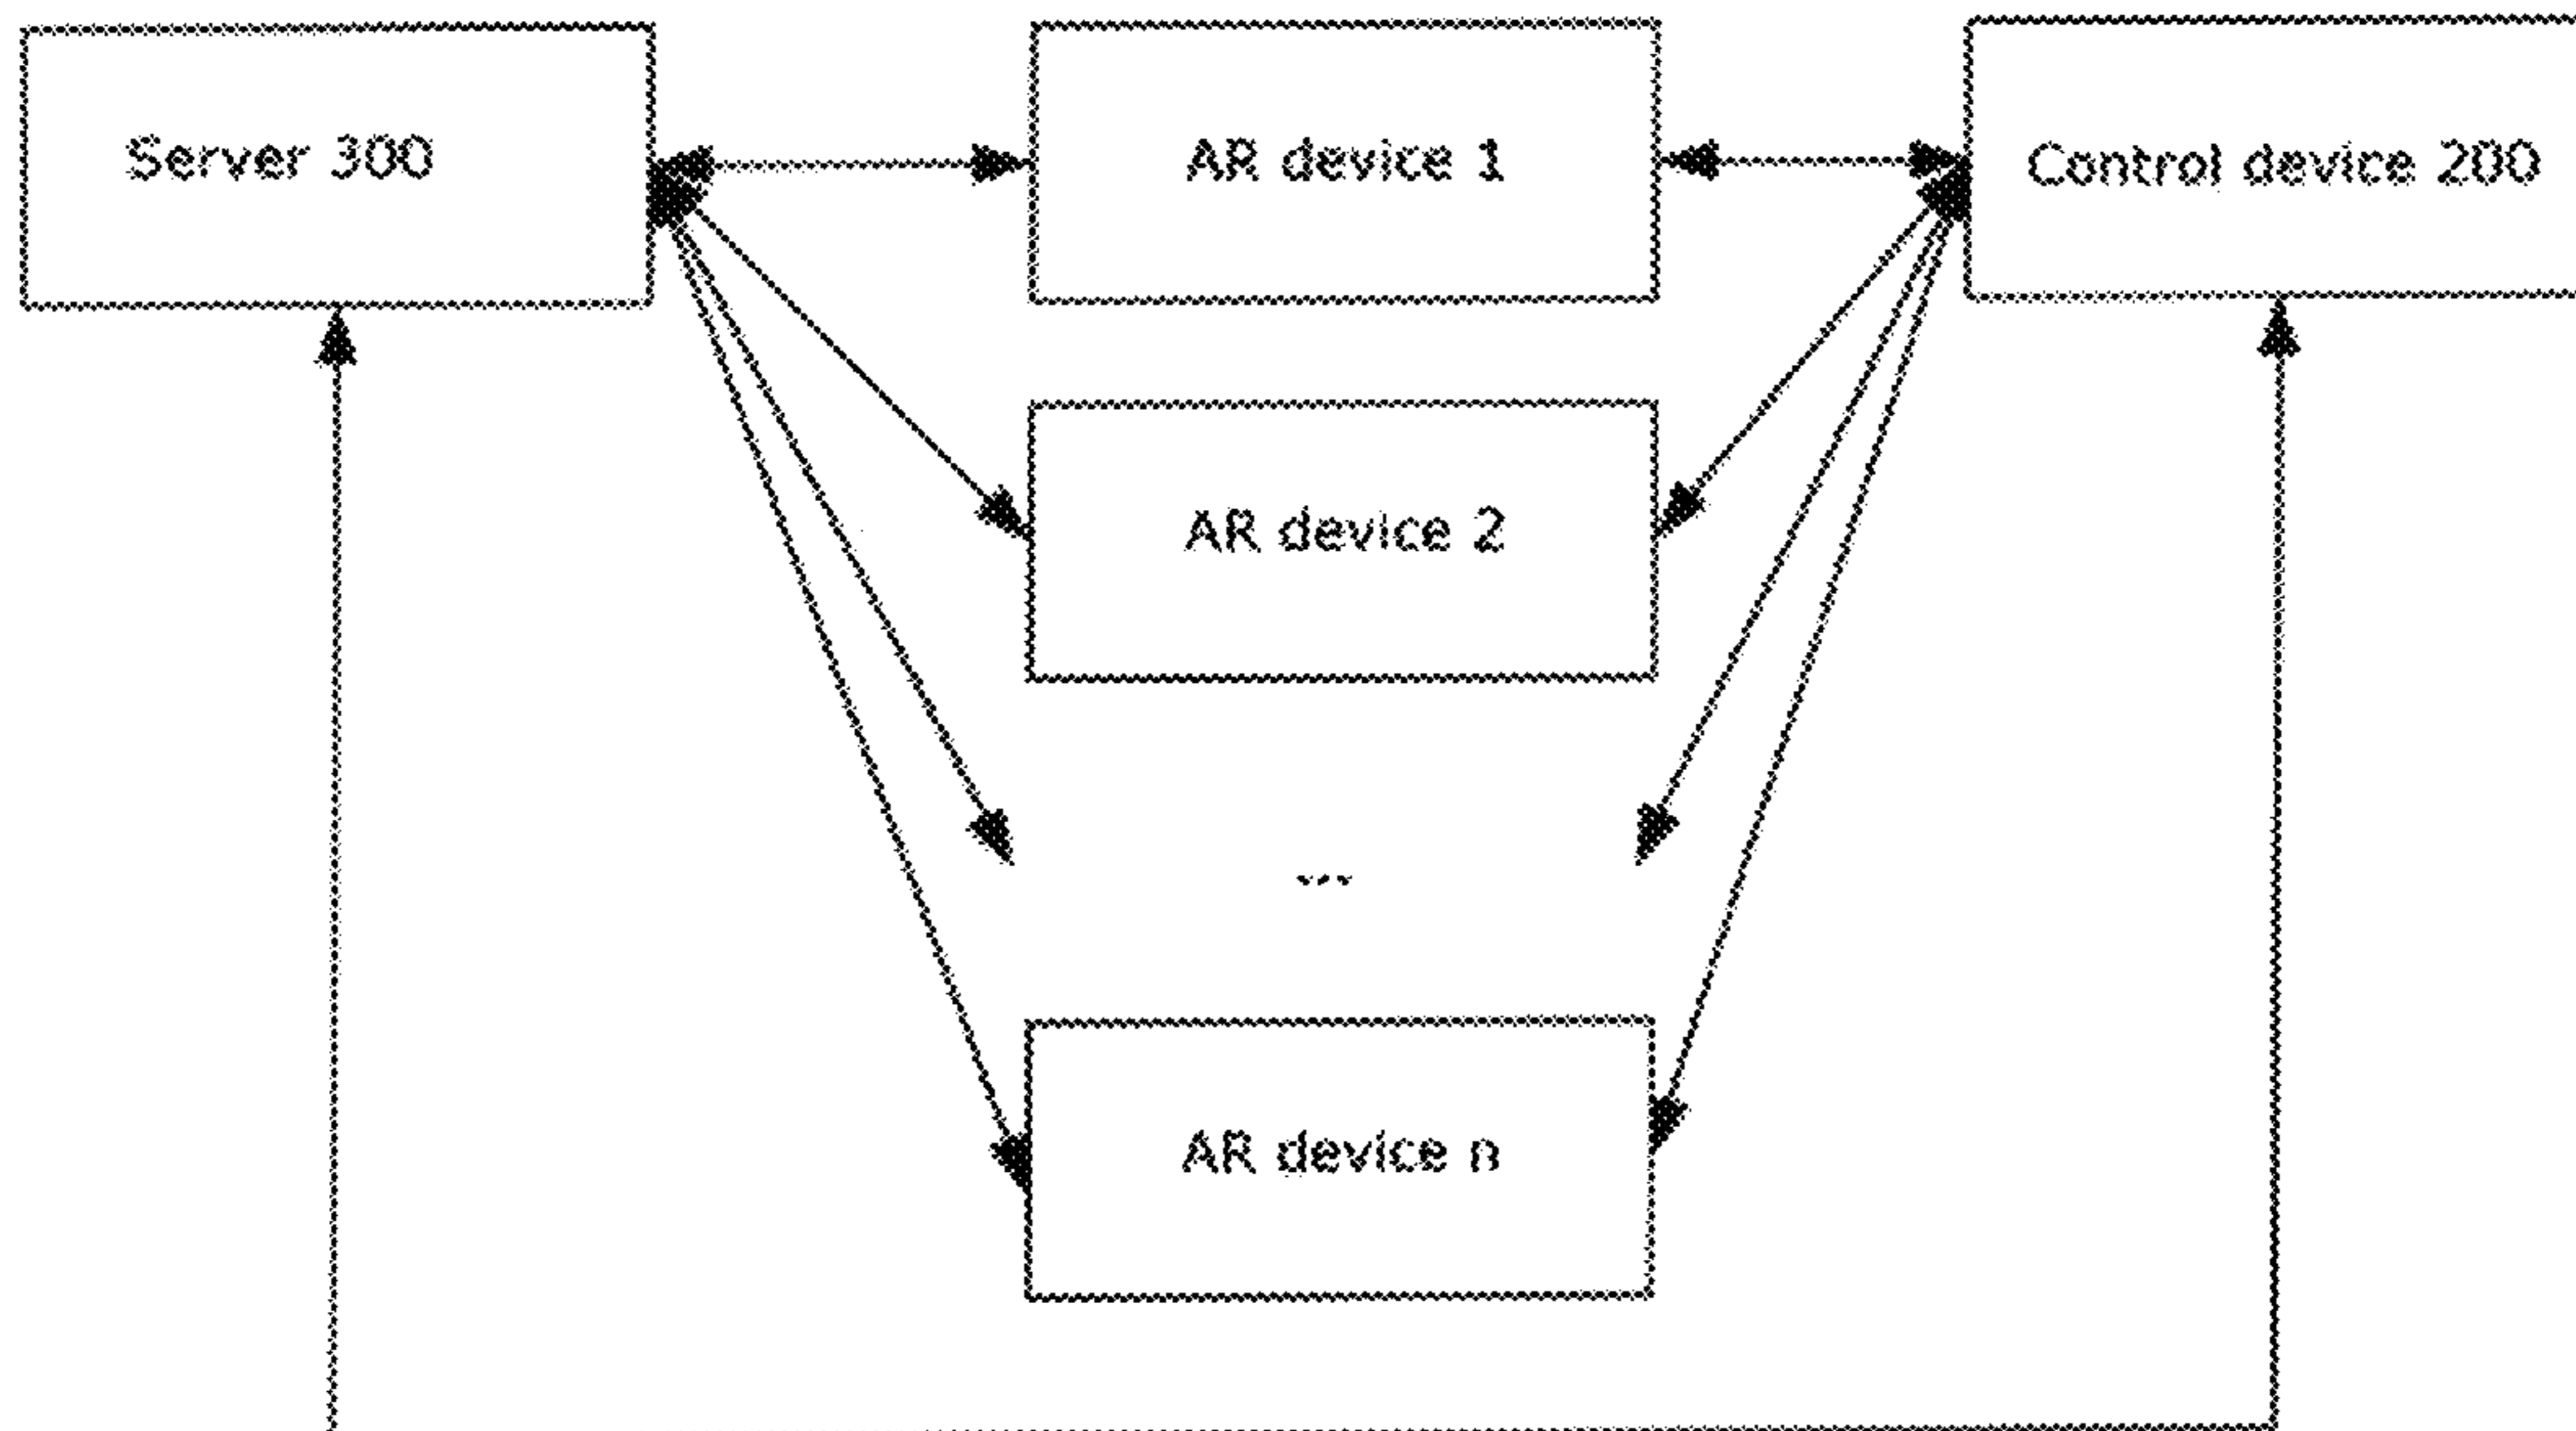 Server 300
AR device 1
Control device 200
AR device 2
...
AR device n